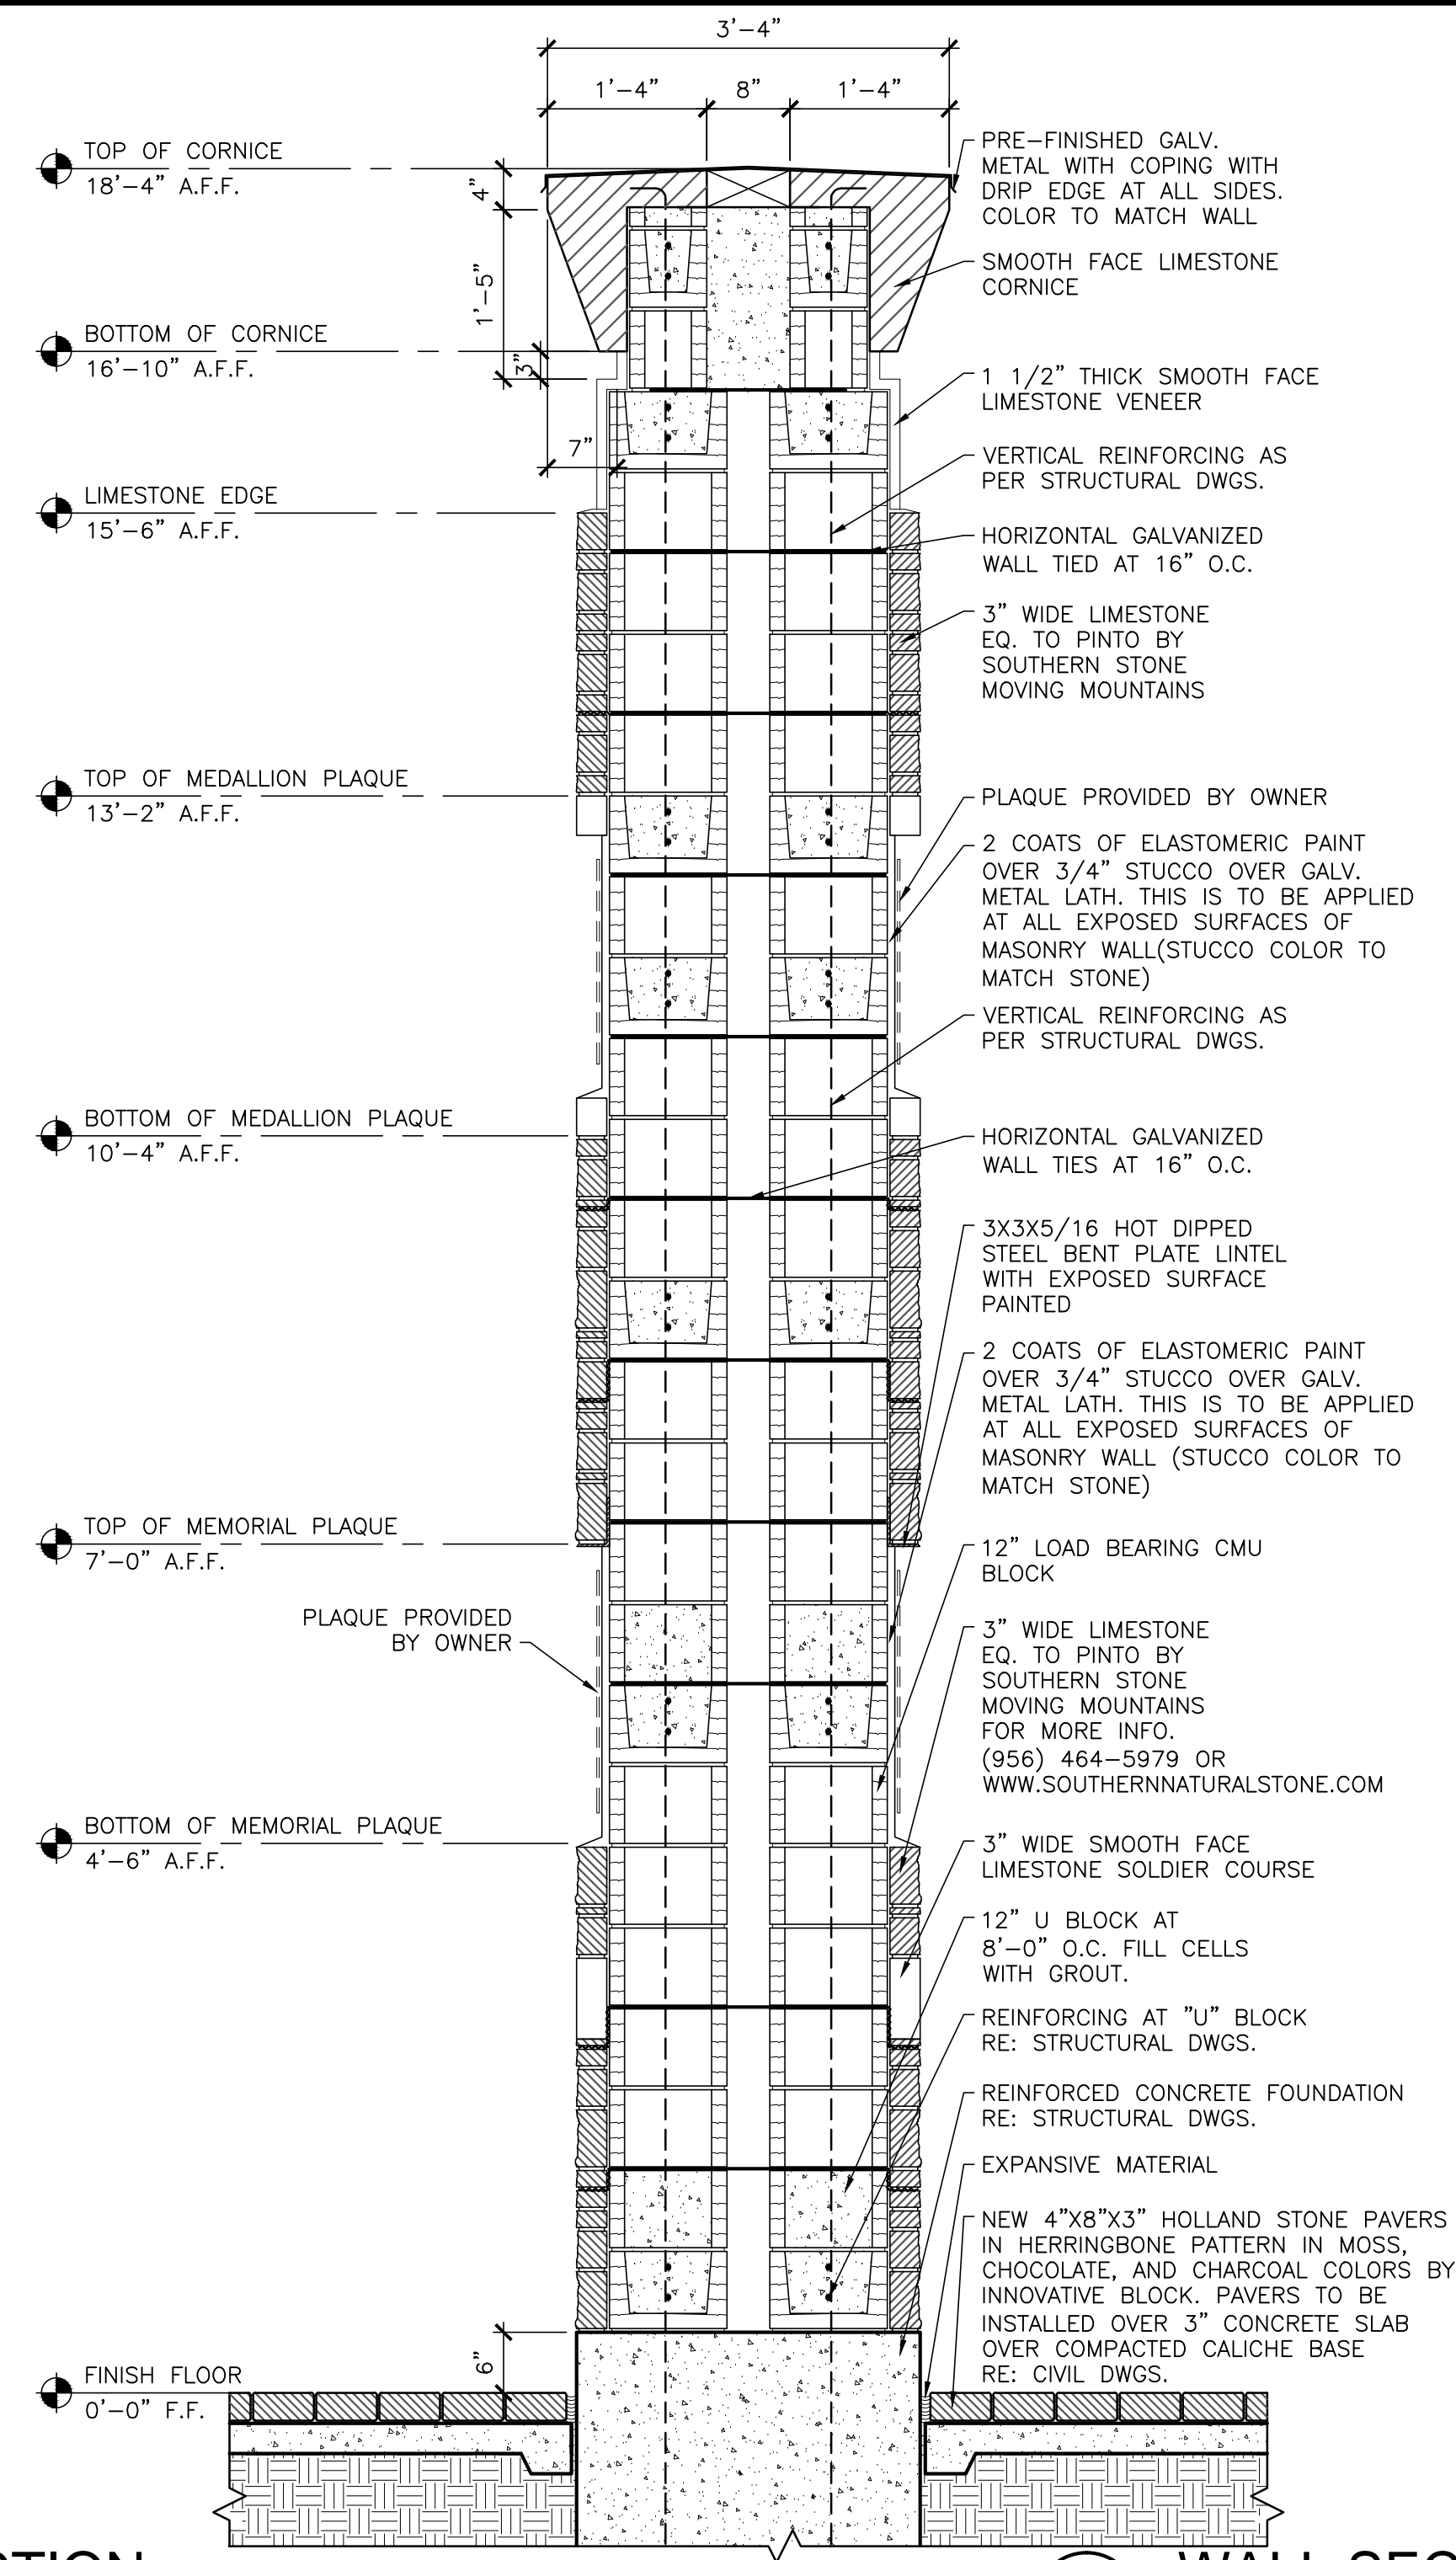 3'-4"
1'-4" 8" 1'-4"
TOP OF CORNICE
18'-4" A.F.F.
4"
1'-5"
BOTTOM OF CORNICE
16'-10" A.F.F.
3"
7"
LIMESTONE EDGE
15'-6" A.F.F.
TOP OF MEDALLION PLAQUE
13'-2" A.F.F.
BOTTOM OF MEDALLION PLAQUE
10'-4" A.F.F.
TOP OF MEMORIAL PLAQUE
7'-0" A.F.F.
PLAQUE PROVIDED
BY OWNER
BOTTOM OF MEMORIAL PLAQUE
4'-6" A.F.F.
6"
FINISH FLOOR
0'-0" F.F.
PRE-FINISHED GALV.
METAL WITH COPING WITH
DRIP EDGE AT ALL SIDES.
COLOR TO MATCH WALL
SMOOTH FACE LIMESTONE
CORNICE
1 1/2" THICK SMOOTH FACE
LIMESTONE VENEER
VERTICAL REINFORCING AS
PER STRUCTURAL DWGS.
HORIZONTAL GALVANIZED
WALL TIED AT 16" O.C.
3" WIDE LIMESTONE
EQ. TO PINTO BY
SOUTHERN STONE
MOVING MOUNTAINS
PLAQUE PROVIDED BY OWNER
2 COATS OF ELASTOMERIC PAINT
OVER 3/4" STUCCO OVER GALV.
METAL LATH. THIS IS TO BE APPLIED
AT ALL EXPOSED SURFACES OF
MASONRY WALL(STUCCO COLOR TO
MATCH STONE)
VERTICAL REINFORCING AS
PER STRUCTURAL DWGS.
HORIZONTAL GALVANIZED
WALL TIES AT 16" O.C.
3X3X5/16 HOT DIPPED
STEEL BENT PLATE LINTEL
WITH EXPOSED SURFACE
PAINTED
2 COATS OF ELASTOMERIC PAINT
OVER 3/4" STUCCO OVER GALV.
METAL LATH. THIS IS TO BE APPLIED
AT ALL EXPOSED SURFACES OF
MASONRY WALL (STUCCO COLOR TO
MATCH STONE)
12" LOAD BEARING CMU
BLOCK
3" WIDE LIMESTONE
EQ. TO PINTO BY
SOUTHERN STONE
MOVING MOUNTAINS
FOR MORE INFO.
(956) 464-5979 OR
WWW.SOUTHERNNATURALSTONE.COM
3" WIDE SMOOTH FACE
LIMESTONE SOLDIER COURSE
12" U BLOCK AT
8'-0" O.C. FILL CELLS
WITH GROUT.
REINFORCING AT "U" BLOCK
RE: STRUCTURAL DWGS.
REINFORCED CONCRETE FOUNDATION
RE: STRUCTURAL DWGS.
EXPANSIVE MATERIAL
NEW 4"X8"X3" HOLLAND STONE PAVERS
IN HERRINGBONE PATTERN IN MOSS,
CHOCOLATE, AND CHARCOAL COLORS BY
INNOVATIVE BLOCK. PAVERS TO BE
INSTALLED OVER 3" CONCRETE SLAB
OVER COMPACTED CALICHE BASE
RE: CIVIL DWGS.